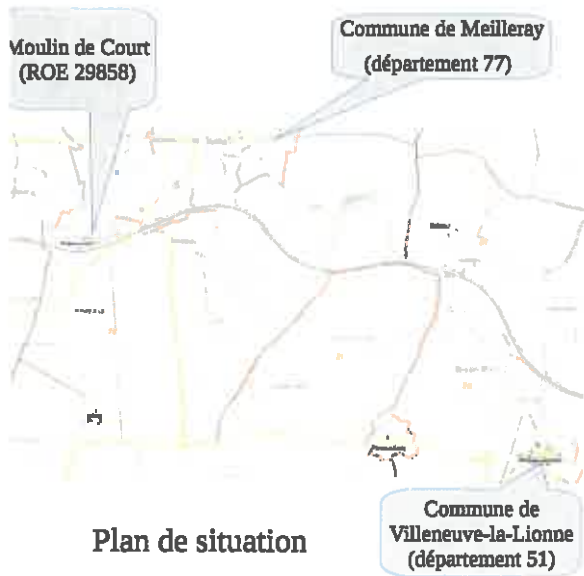 Moulin de Court
(ROE 29858)
Commune de Meilleray
(département 77)
Commune de
Villeneuve-la-Lionne
(département 51)
Plan de situation